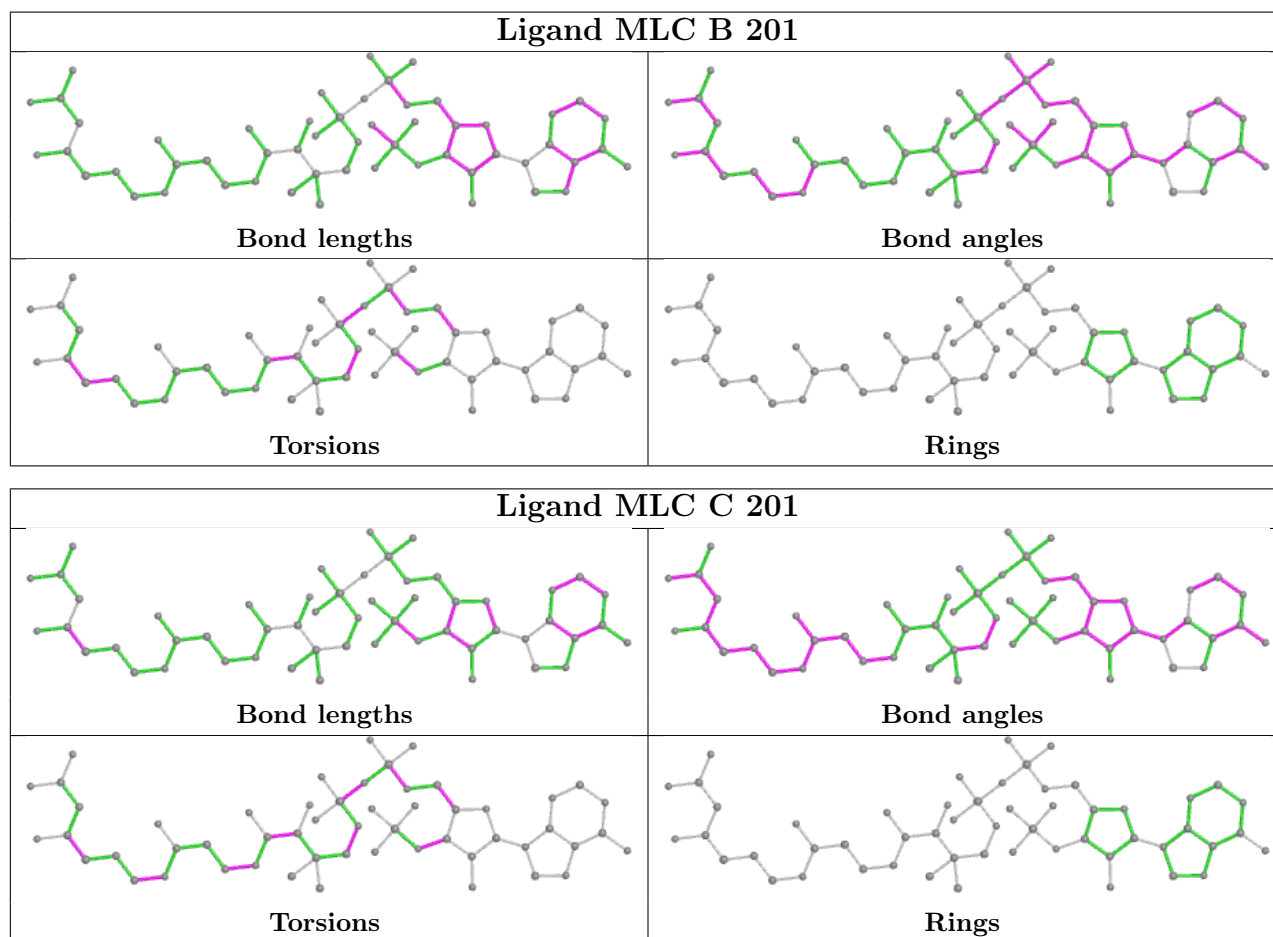 Ligand MLC B 201
Bond lengths
Bond angles
Torsions
Rings
Ligand MLC C 201
Bond lengths
Bond angles
Torsions
Rings